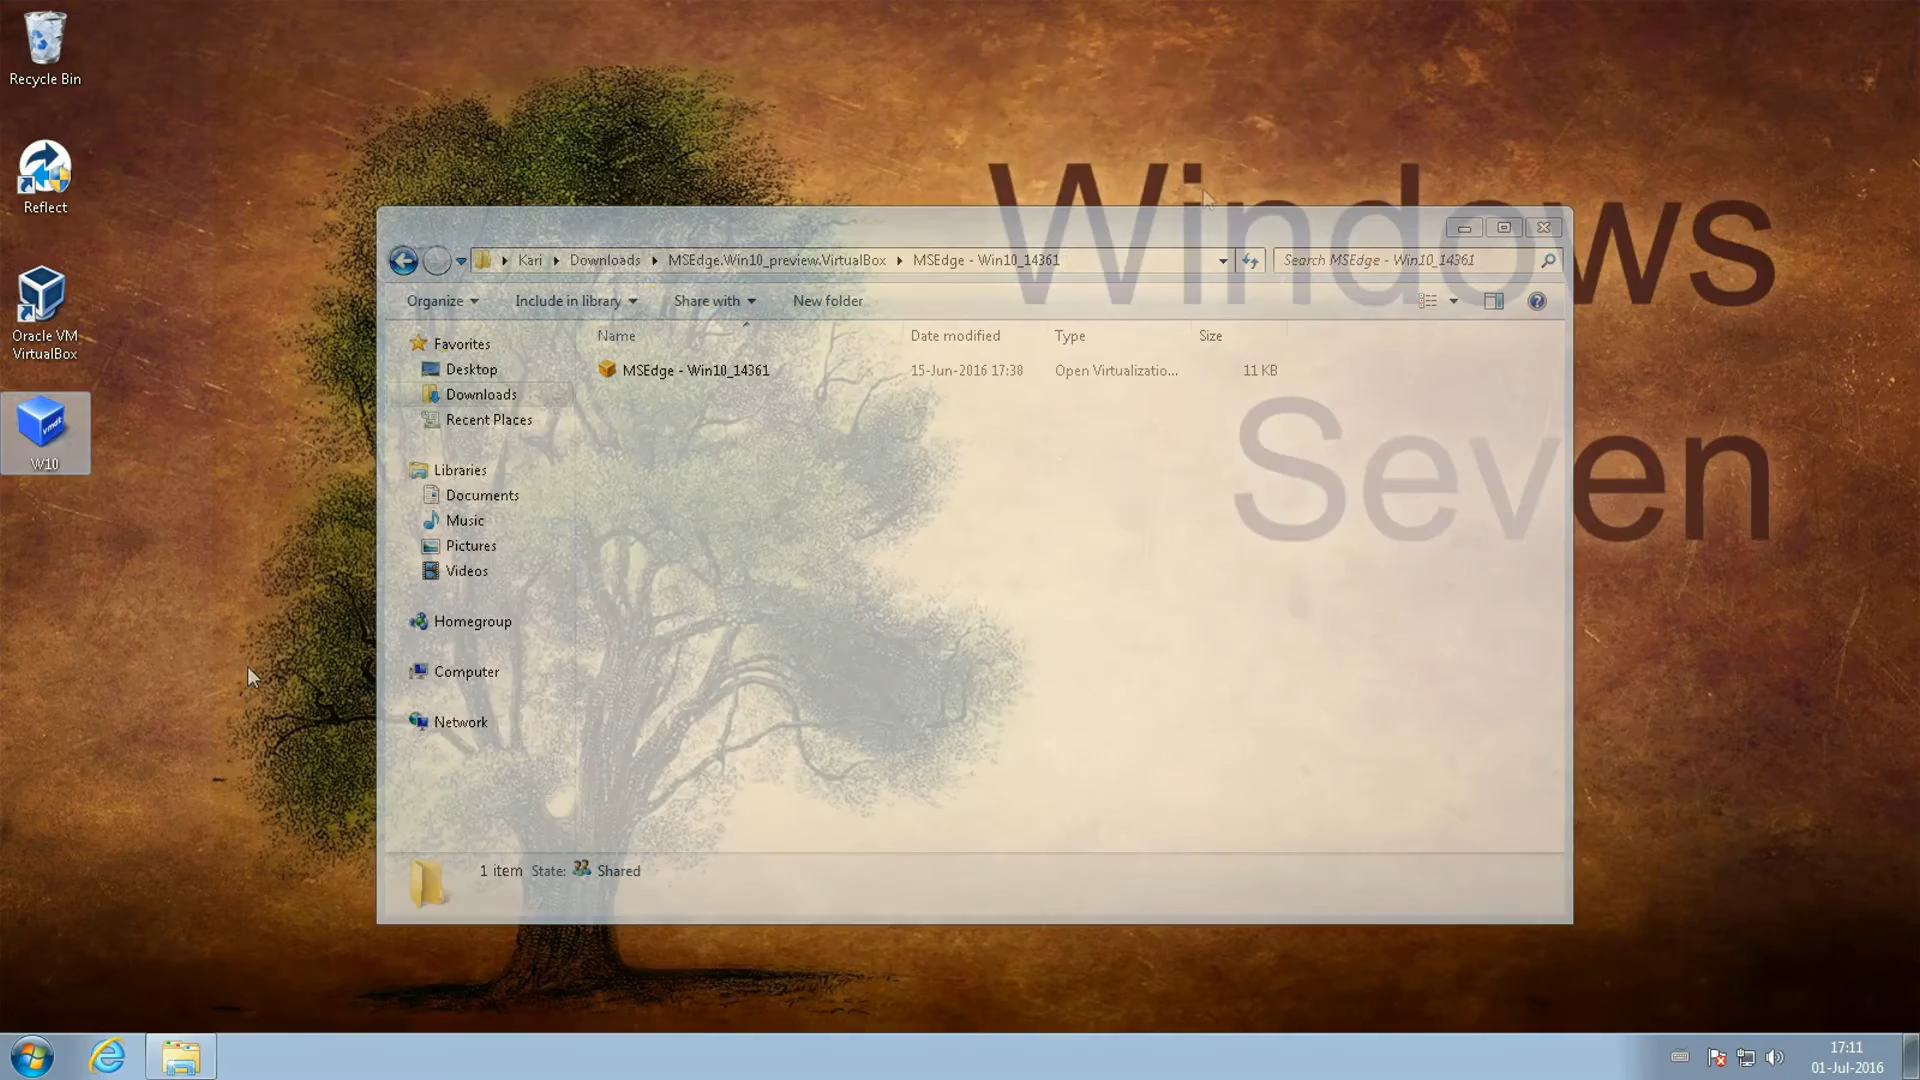 Recycle Bin
Reflect
Oracle VM
VirtualBox
vmdt
W10
Windows
Seven
Kari
Downloads
MSEdge.Win10_preview.VirtualBox
MSEdge - Win10_14361
Search MSEdge - Win10_14361
Organize
Include in library
Share with
New folder
Favorites
Desktop
Downloads
Recent Places
Libraries
Documents
Music
Pictures
Videos
Homegroup
Computer
Network
Name
Date modified
Type
Size
MSEdge - Win10_14361
15-Jun-2016 17:38
Open Virtualizatio...
11 KB
1 item State: Shared
17:11
01-Jul-2016